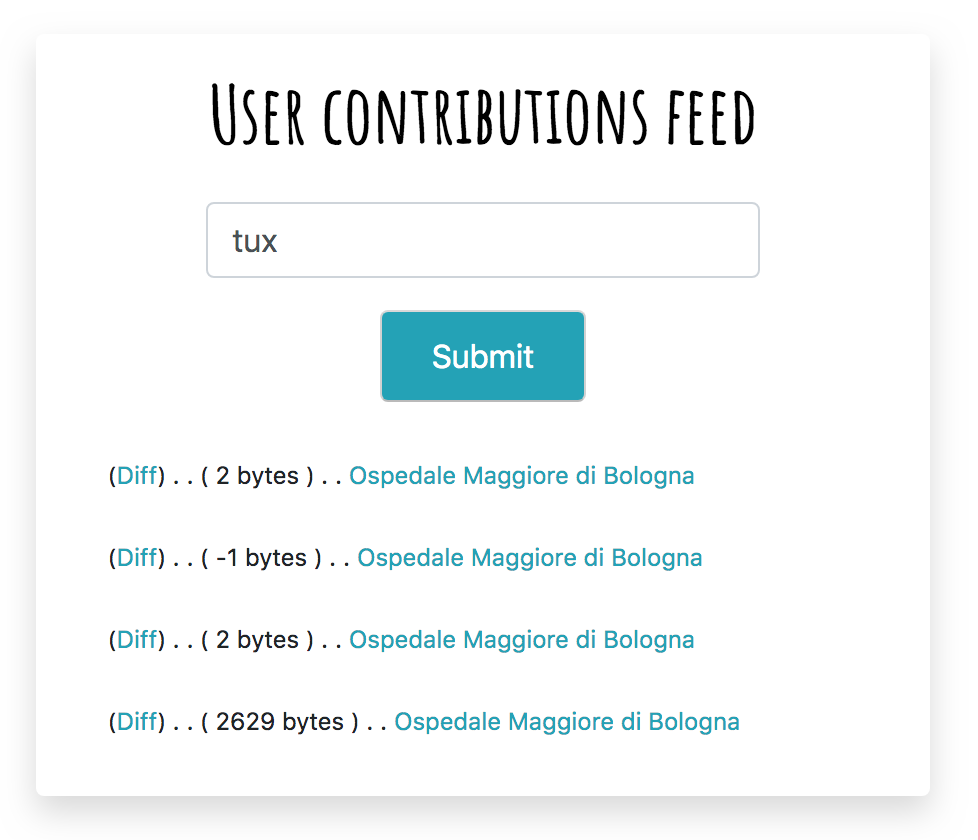 User contributions feed
tux
Submit
(Diff) . . ( 2 bytes ) . . Ospedale Maggiore di Bologna
(Diff) . . ( -1 bytes ) . . Ospedale Maggiore di Bologna
(Diff) . . ( 2 bytes ) . . Ospedale Maggiore di Bologna
(Diff) . . ( 2629 bytes ) . . Ospedale Maggiore di Bologna